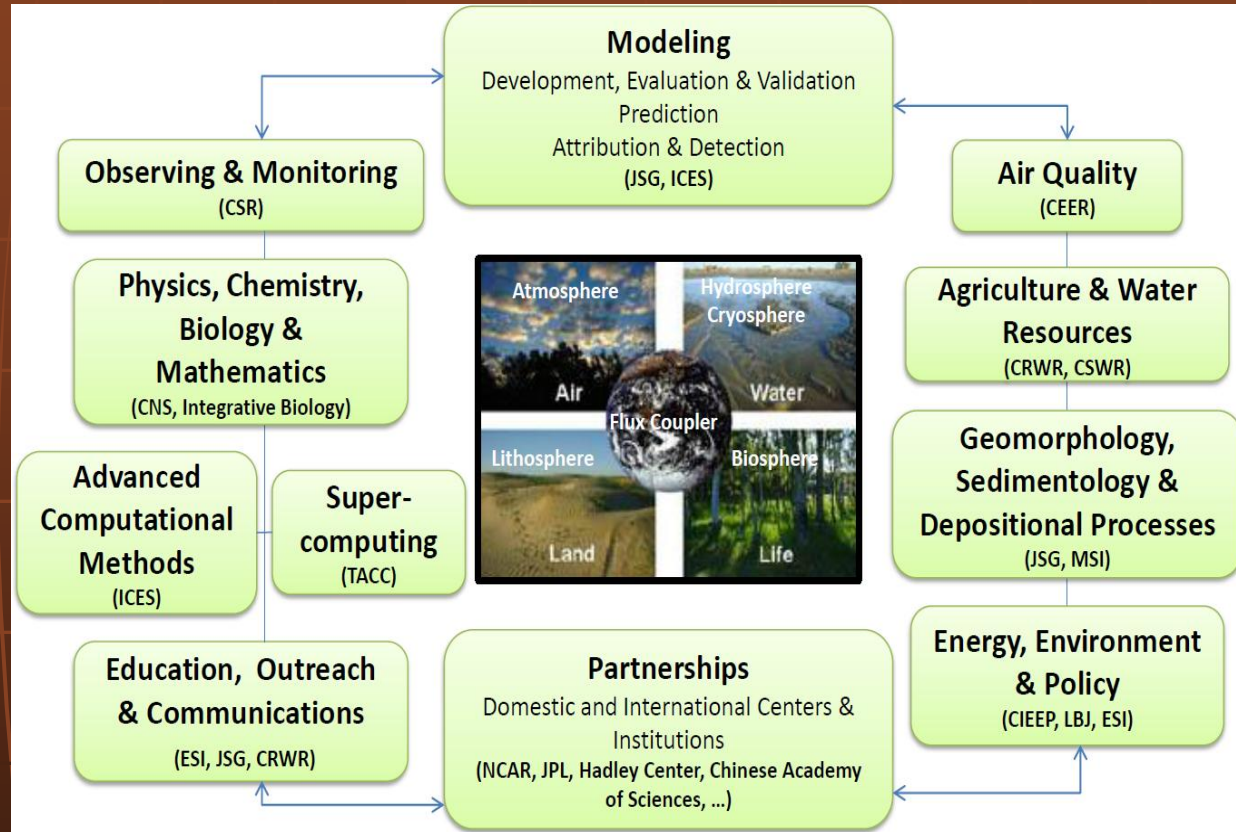 Modeling
Development, Evaluation & Validation
Prediction
Attribution & Detection
(JSG, ICES)
Observing & Monitoring
(CSR)
Air Quality
(CEER)
Physics, Chemistry,
Biology &
Mathematics
(CNS, Integrative Biology)
Atmosphere
Air
Hydrosphere
Cryosphere
Water
Flux Coupler
Lithosphere
Land
Biosphere
Life
Agriculture & Water
Resources
(CRWR, CSWR)
Advanced
Computational
Methods
(ICES)
Super-
computing
(TACC)
Geomorphology,
Sedimentology &
Depositional Processes
(JSG, MSI)
Education, Outreach
& Communications
(ESI, JSG, CRWR)
Partnerships
Domestic and International Centers &
Institutions
(NCAR, JPL, Hadley Center, Chinese Academy
of Sciences, ...)
Energy, Environment
& Policy
(CIEEP, LBJ, ESI)